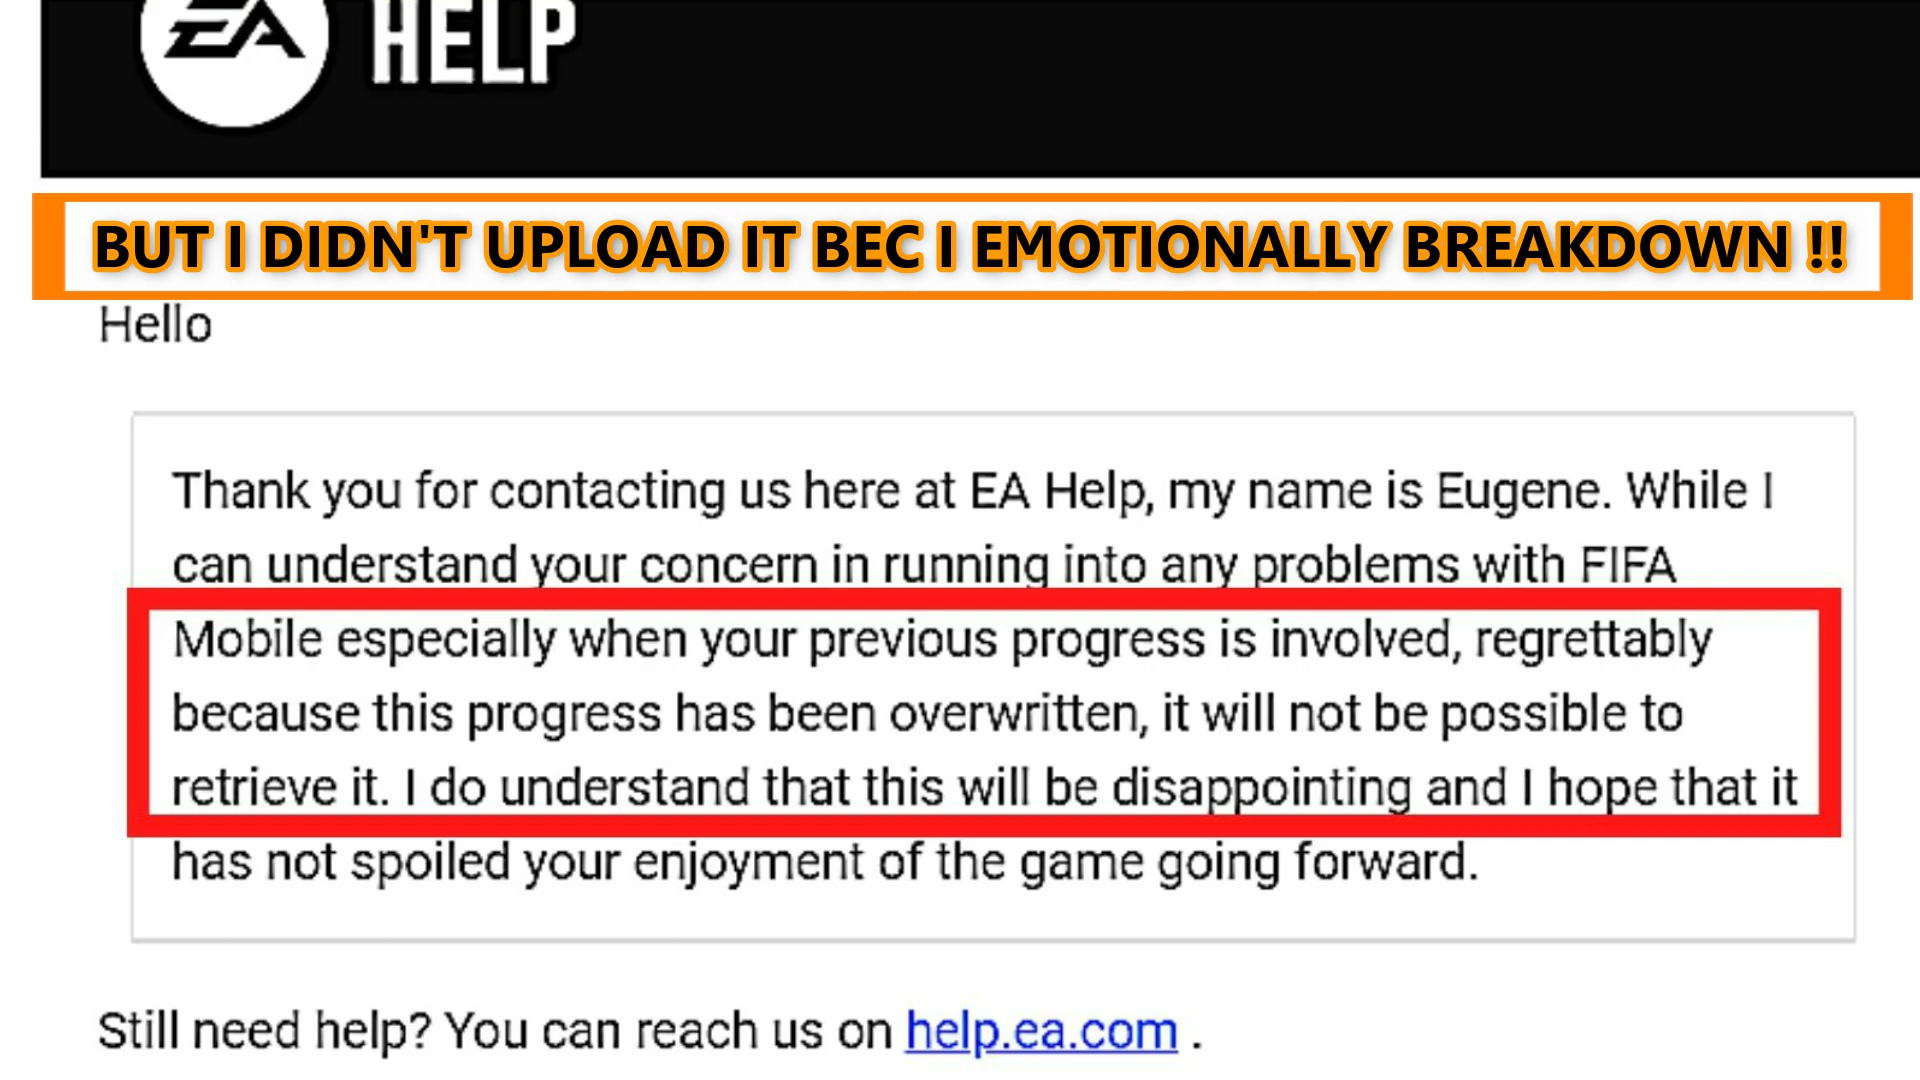 EA HELP
BUT I DIDN'T UPLOAD IT BEC I EMOTIONALLY BREAKDOWN !!
Hello
Thank you for contacting us here at EA Help, my name is Eugene. While I
can understand your concern in running into any problems with FIFA
Mobile especially when your previous progress is involved, regrettably
because this progress has been overwritten, it will not be possible to
retrieve it. I do understand that this will be disappointing and I hope that it
has not spoiled your enjoyment of the game going forward.
Still need help? You can reach us on help.ea.com .